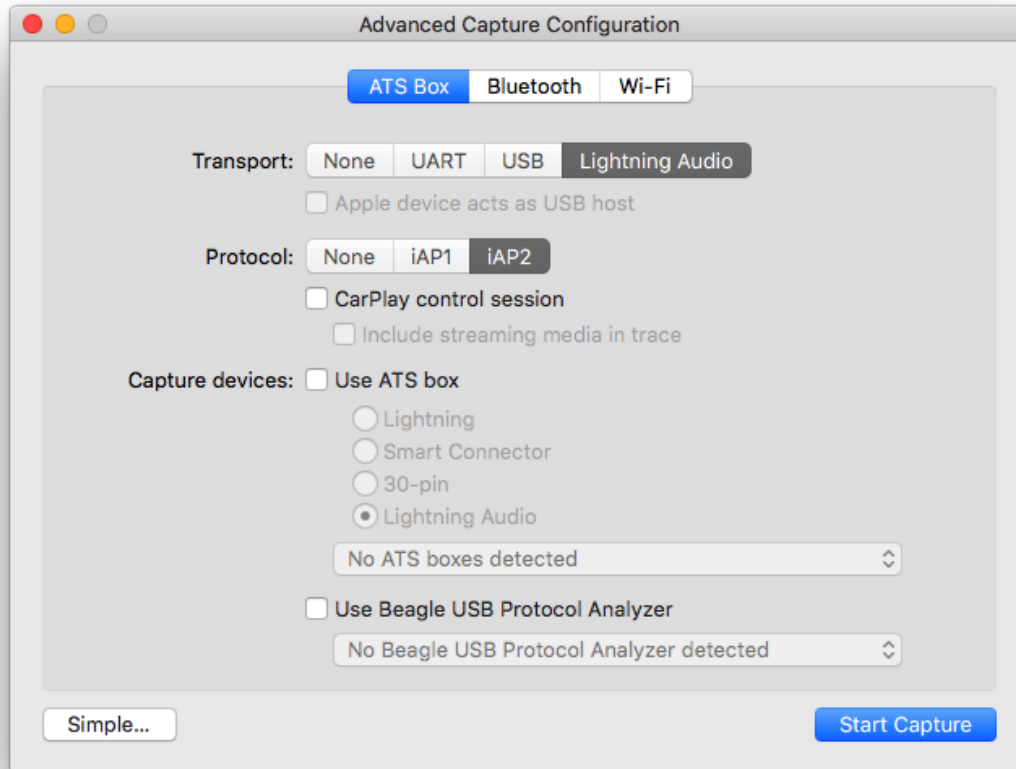 Advanced Capture Configuration
ATS Box Bluetooth Wi-Fi
Transport: None UART USB Lightning Audio
Apple device acts as USB host
Protocol: None iAP1 iAP2
CarPlay control session
Include streaming media in trace
Capture devices: Use ATS box
Lightning
Smart Connector
30-pin
Lightning Audio
No ATS boxes detected
Use Beagle USB Protocol Analyzer
No Beagle USB Protocol Analyzer detected
Simple... Start Capture